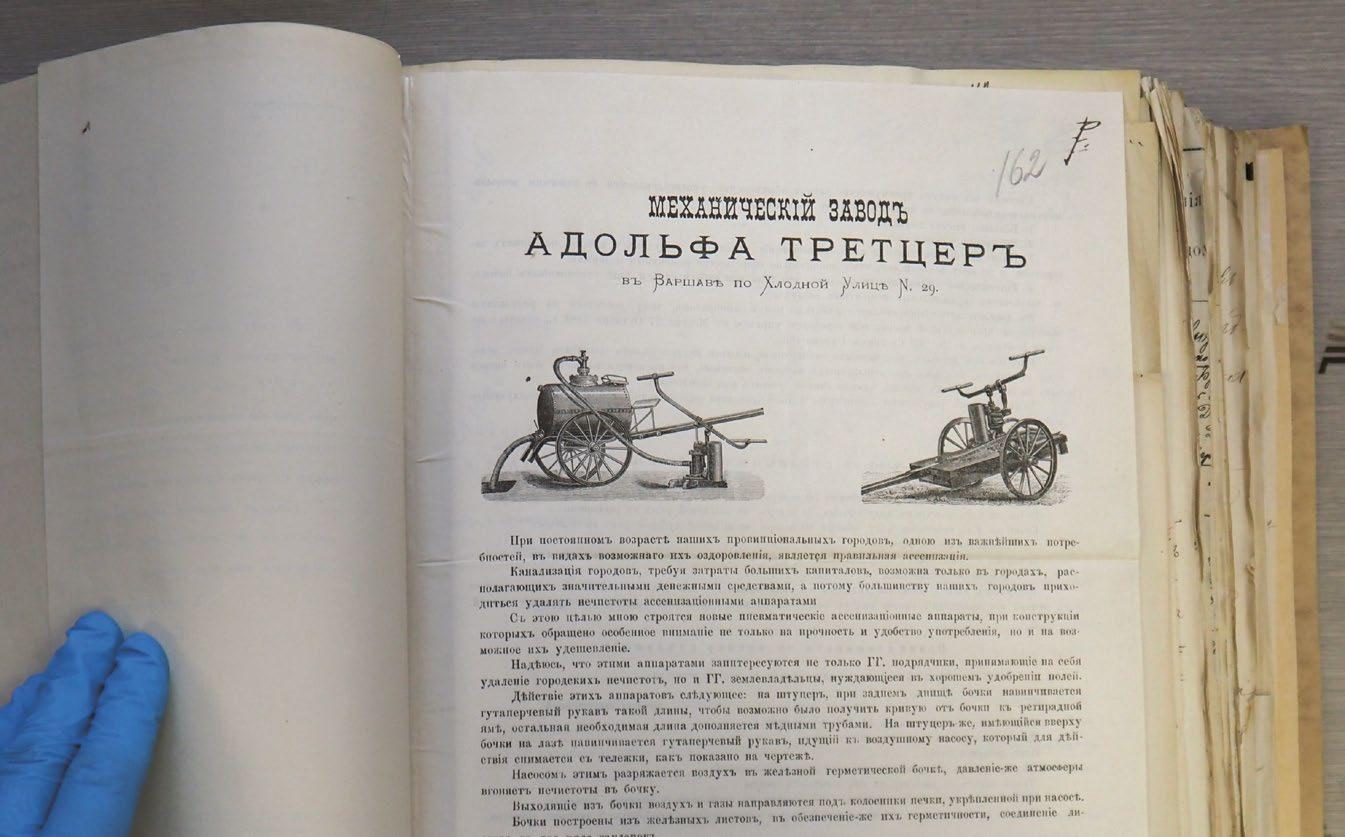 162
МЕХАНИЧЕСКІЙ ЗАВОДЪ
АДОЛЬФА ТРЕТЦЕРЪ
въ Варшавѣ по Хлодной Улицѣ N. 29.
При постоянномъ возрастѣ нашихъ провинціональныхъ городовъ, одною изъ важнѣйшихъ потре-
бностей, въ видахъ возможнаго ихъ оздоровленія, является правильная ассенизація.
Канализація городовъ, требуя затраты большихъ капиталовъ, возможна только въ городахъ, рас-
полагающихъ значительными денежными средствами, а потому большинству нашихъ городовъ прихо-
диться удалять нечистоты ассенизаціонными аппаратами
Съ этою цѣлью мною строятся новые пневматическіе ассенизаціонные аппараты, при конструкціи
которыхъ обращено особенное вниманіе не только на прочность и удобство употребленія, но и на воз-
можное ихъ удешевленіе.
Надѣюсь, что этими аппаратами заинтересуются не только ГГ. подрядчики, принимающіе на себя
удаленіе городскихъ нечистотъ, но и ГГ. землевладельцы, нуждающіеся въ хорошемъ удобреніи полей.
Дѣйствіе этихъ аппаратовъ слѣдующее: на штуцеръ, при заднемъ днищѣ бочки навинчивается
гутаперчевый рукавъ такой длины, чтобы возможно было получить кривую отъ бочки къ ретирадной
ямѣ, остальная необходимая длина дополняется мѣдными трубами. На штуцеръ-же, имѣющійся вверху
бочки на лазѣ навинчивается гутаперчевый рукавъ, идущій къ воздушному насосу, который для дѣй-
ствія снимается съ тележки, какъ показано на чертежѣ.
Насосомъ этимъ разряжается воздухъ въ желѣзной герметической бочкѣ, давленіе-же атмосферы
вгоняетъ нечистоты въ бочку.
Выходящіе изъ бочки воздухъ и газы направляются подъ колосники печки, укрѣпленной при насосѣ.
Бочки построены изъ желѣзныхъ листовъ, въ обезпеченіе-же ихъ герметичности, соединеніе ли-